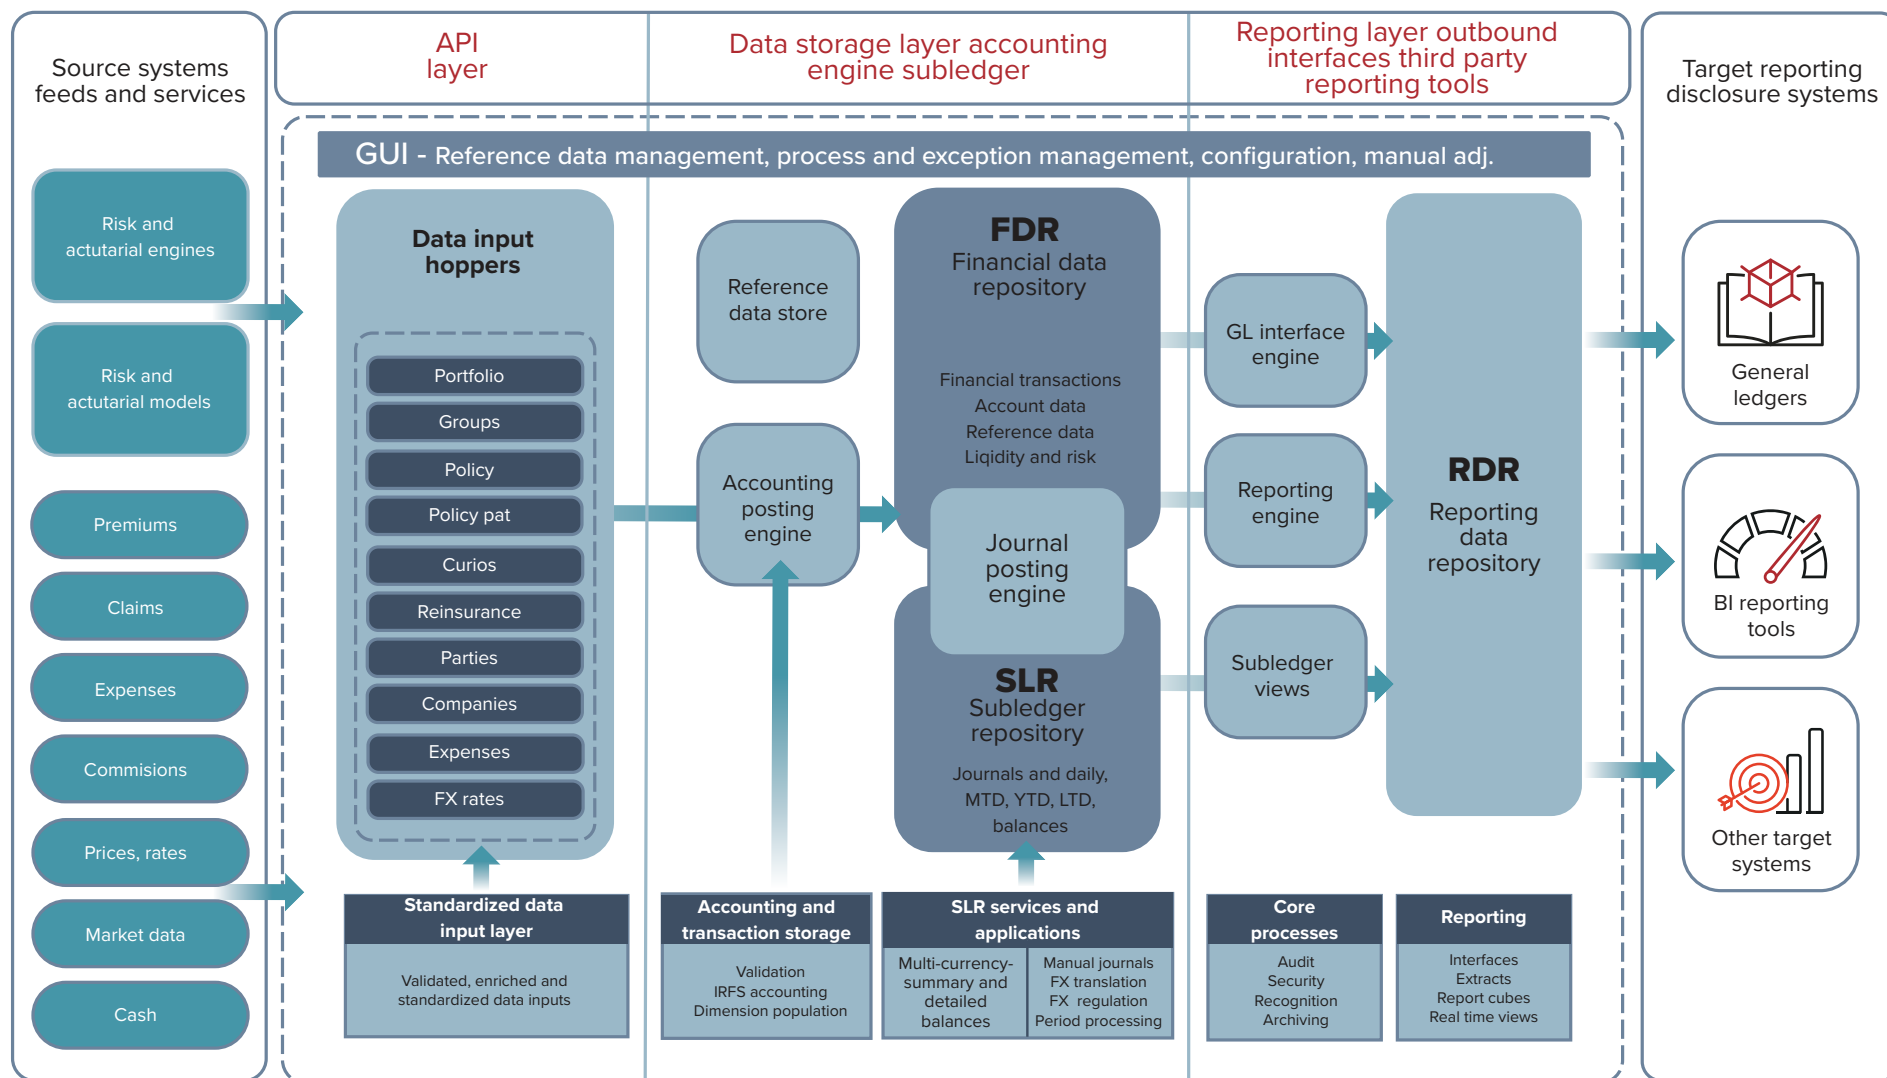 Source systems
feeds and services
Risk and
actutarial engines
Risk and
actutarial models
Premiums
Claims
Expenses
Commisions
Prices, rates
Market data
Cash
API
layer
Data storage layer accounting
engine subledger
Reporting layer outbound
interfaces third party
reporting tools
GUI - Reference data management, process and exception management, configuration, manual adj.
Data input
hoppers
Portfolio
Groups
Policy
Policy pat
Curios
Reinsurance
Parties
Companies
Expenses
FX rates
Standardized data
input layer
Validated, enriched and
standardized data inputs
Reference
data store
Accounting
posting
engine
Accounting and
transaction storage
Validation
IRFS accounting
Dimension population
FDR
Financial data
repository
Financial transactions
Account data
Reference data
Liqidity and risk
Journal
posting
engine
SLR
Subledger
repository
Journals and daily,
MTD, YTD, LTD,
balances
SLR services and
applications
Multi-currency-
summary and
detailed
balances
Manual journals
FX translation
FX regulation
Period processing
GL interface
engine
Reporting
engine
Subledger
views
Core
processes
Audit
Security
Recognition
Archiving
RDR
Reporting
data
repository
Reporting
Interfaces
Extracts
Report cubes
Real time views
Target reporting
disclosure systems
General
ledgers
BI reporting
tools
Other target
systems